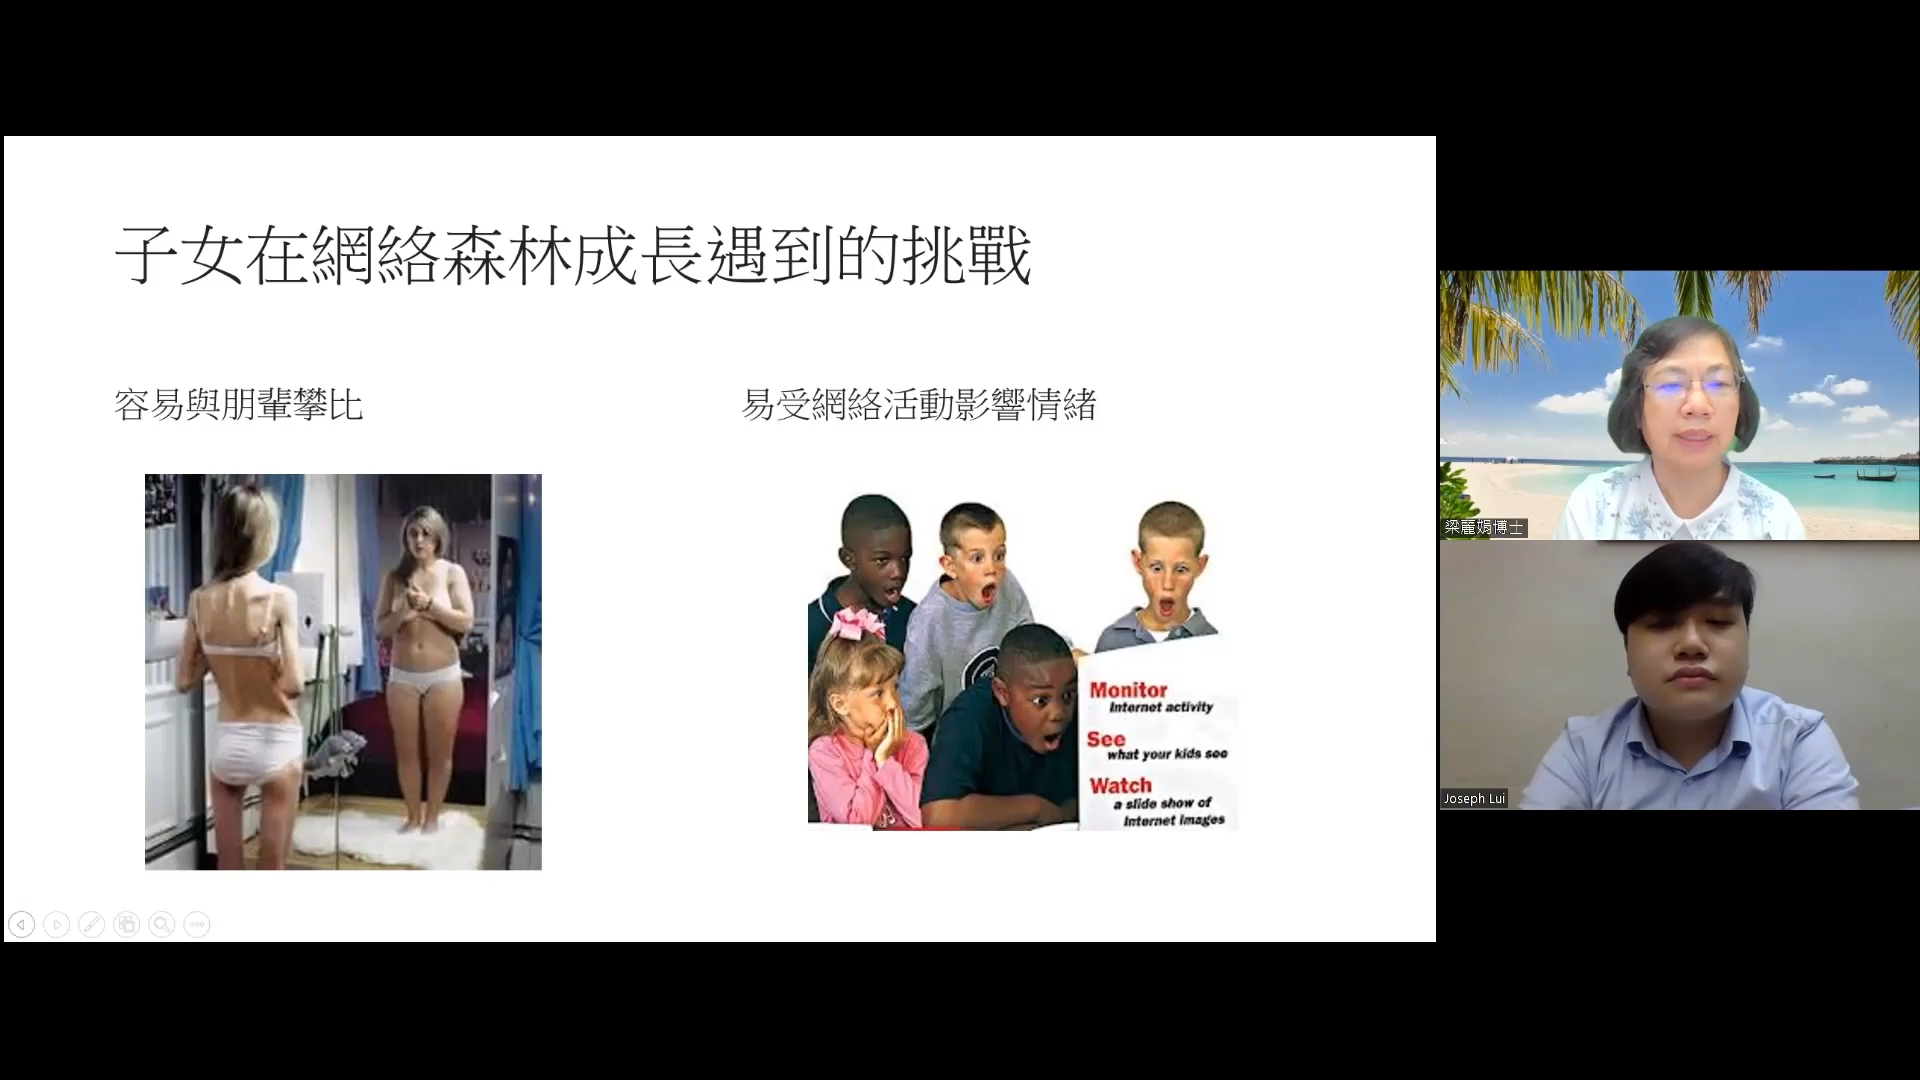 子女在網絡森林成長遇到的挑戰
容易與朋輩攀比
易受網絡活動影響情緒
Monitor
Internet activity
See
what your kids see
Watch
a slide show of
Internet images
梁麗娟博士
Joseph Lui